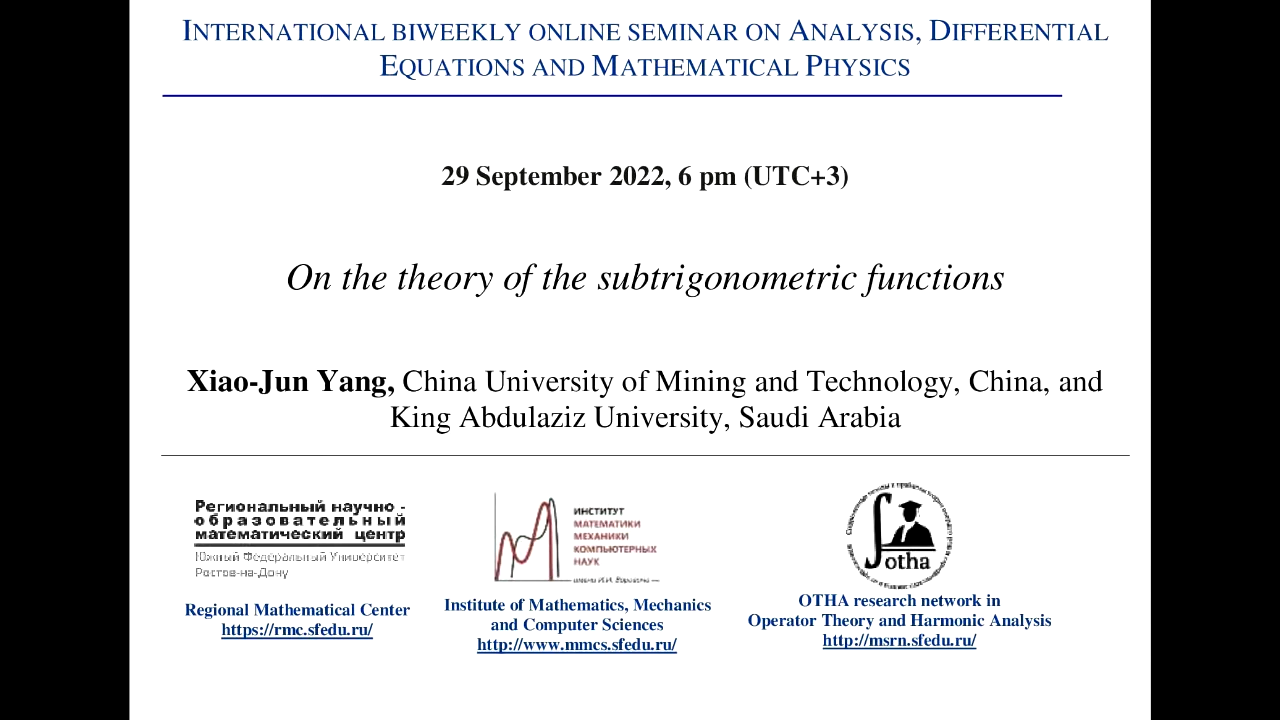 INTERNATIONAL BIWEEKLY ONLINE SEMINAR ON ANALYSIS, DIFFERENTIAL
EQUATIONS AND MATHEMATICAL PHYSICS
29 September 2022, 6 pm (UTC+3)
On the theory of the subtrigonometric functions
Xiao-Jun Yang, China University of Mining and Technology, China, and
King Abdulaziz University, Saudi Arabia
Региональный научно -
образовательный
математический центр
Южный Федеральный Университет
Ростов-на-Дону
Regional Mathematical Center
https://rmc.sfedu.ru/
ИНСТИТУТ
МАТЕМАТИКИ
МЕХАНИКИ
КОМПЬЮТЕРНЫХ
НАУК
имени И.И. Воровича
Institute of Mathematics, Mechanics
and Computer Sciences
http://www.mmcs.sfedu.ru/
otha
OTHA research network in
Operator Theory and Harmonic Analysis
http://msrn.sfedu.ru/